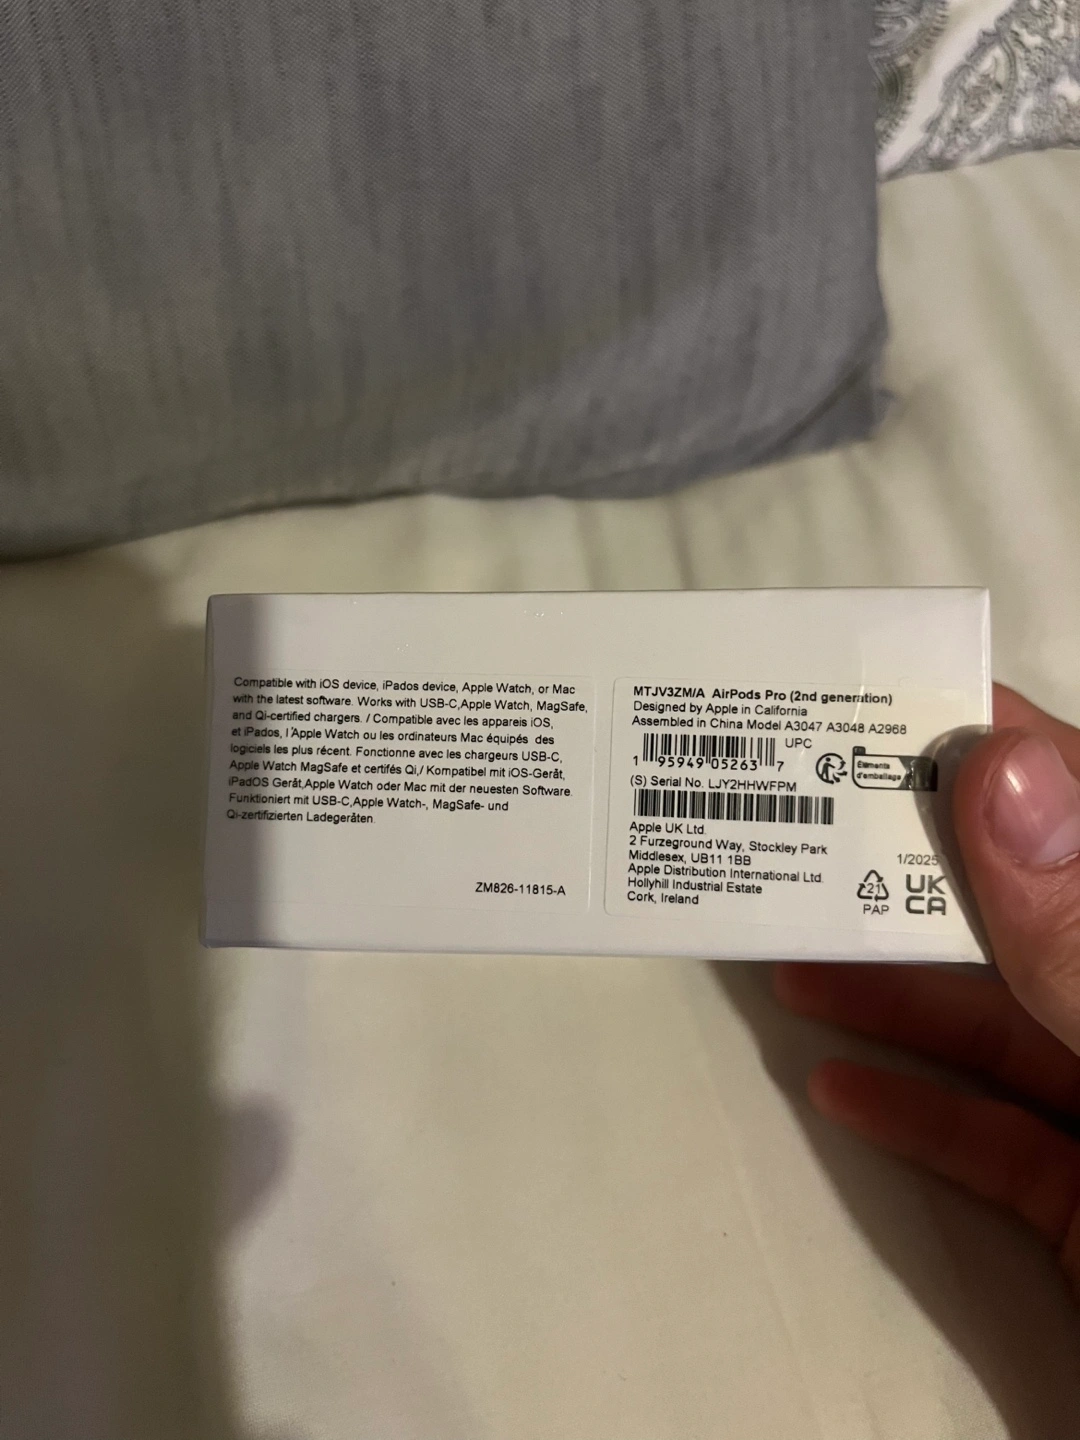 Compatible with iOS device, iPados device, Apple Watch, or Mac
with the latest software. Works with USB-C,Apple Watch, MagSafe,
and Qi-certified chargers. / Compatible avec les appareis iOS,
et iPados, l'Apple Watch ou les ordinateurs Mac équipés des
logiciels les plus récent. Fonctionne avec les chargeurs USB-C,
Apple Watch MagSafe et certifés Qi,/ Kompatibel mit iOS-Geråt,
iPadOS Geråt,Apple Watch oder Mac mit der neuesten Software.
Funktioniert mit USB-C,Apple Watch-, MagSafe- und
Qi-zertifizierten Ladegeråten.
ZM826-11815-A
MTJV3ZM/A AirPods Pro (2nd generation)
Designed by Apple in California
Assembled in China Model A3047 A3048 A2968
UPC
1 95949 05263 7
Éléments
d'emballage
(S) Serial No. LJY2HHWFPM
Apple UK Ltd.
2 Furzeground Way, Stockley Park
Middlesex, UB11 1BB
Apple Distribution International Ltd.
Hollyhill Industrial Estate
Cork, Ireland
1/2025
21
PAP
UK
CA